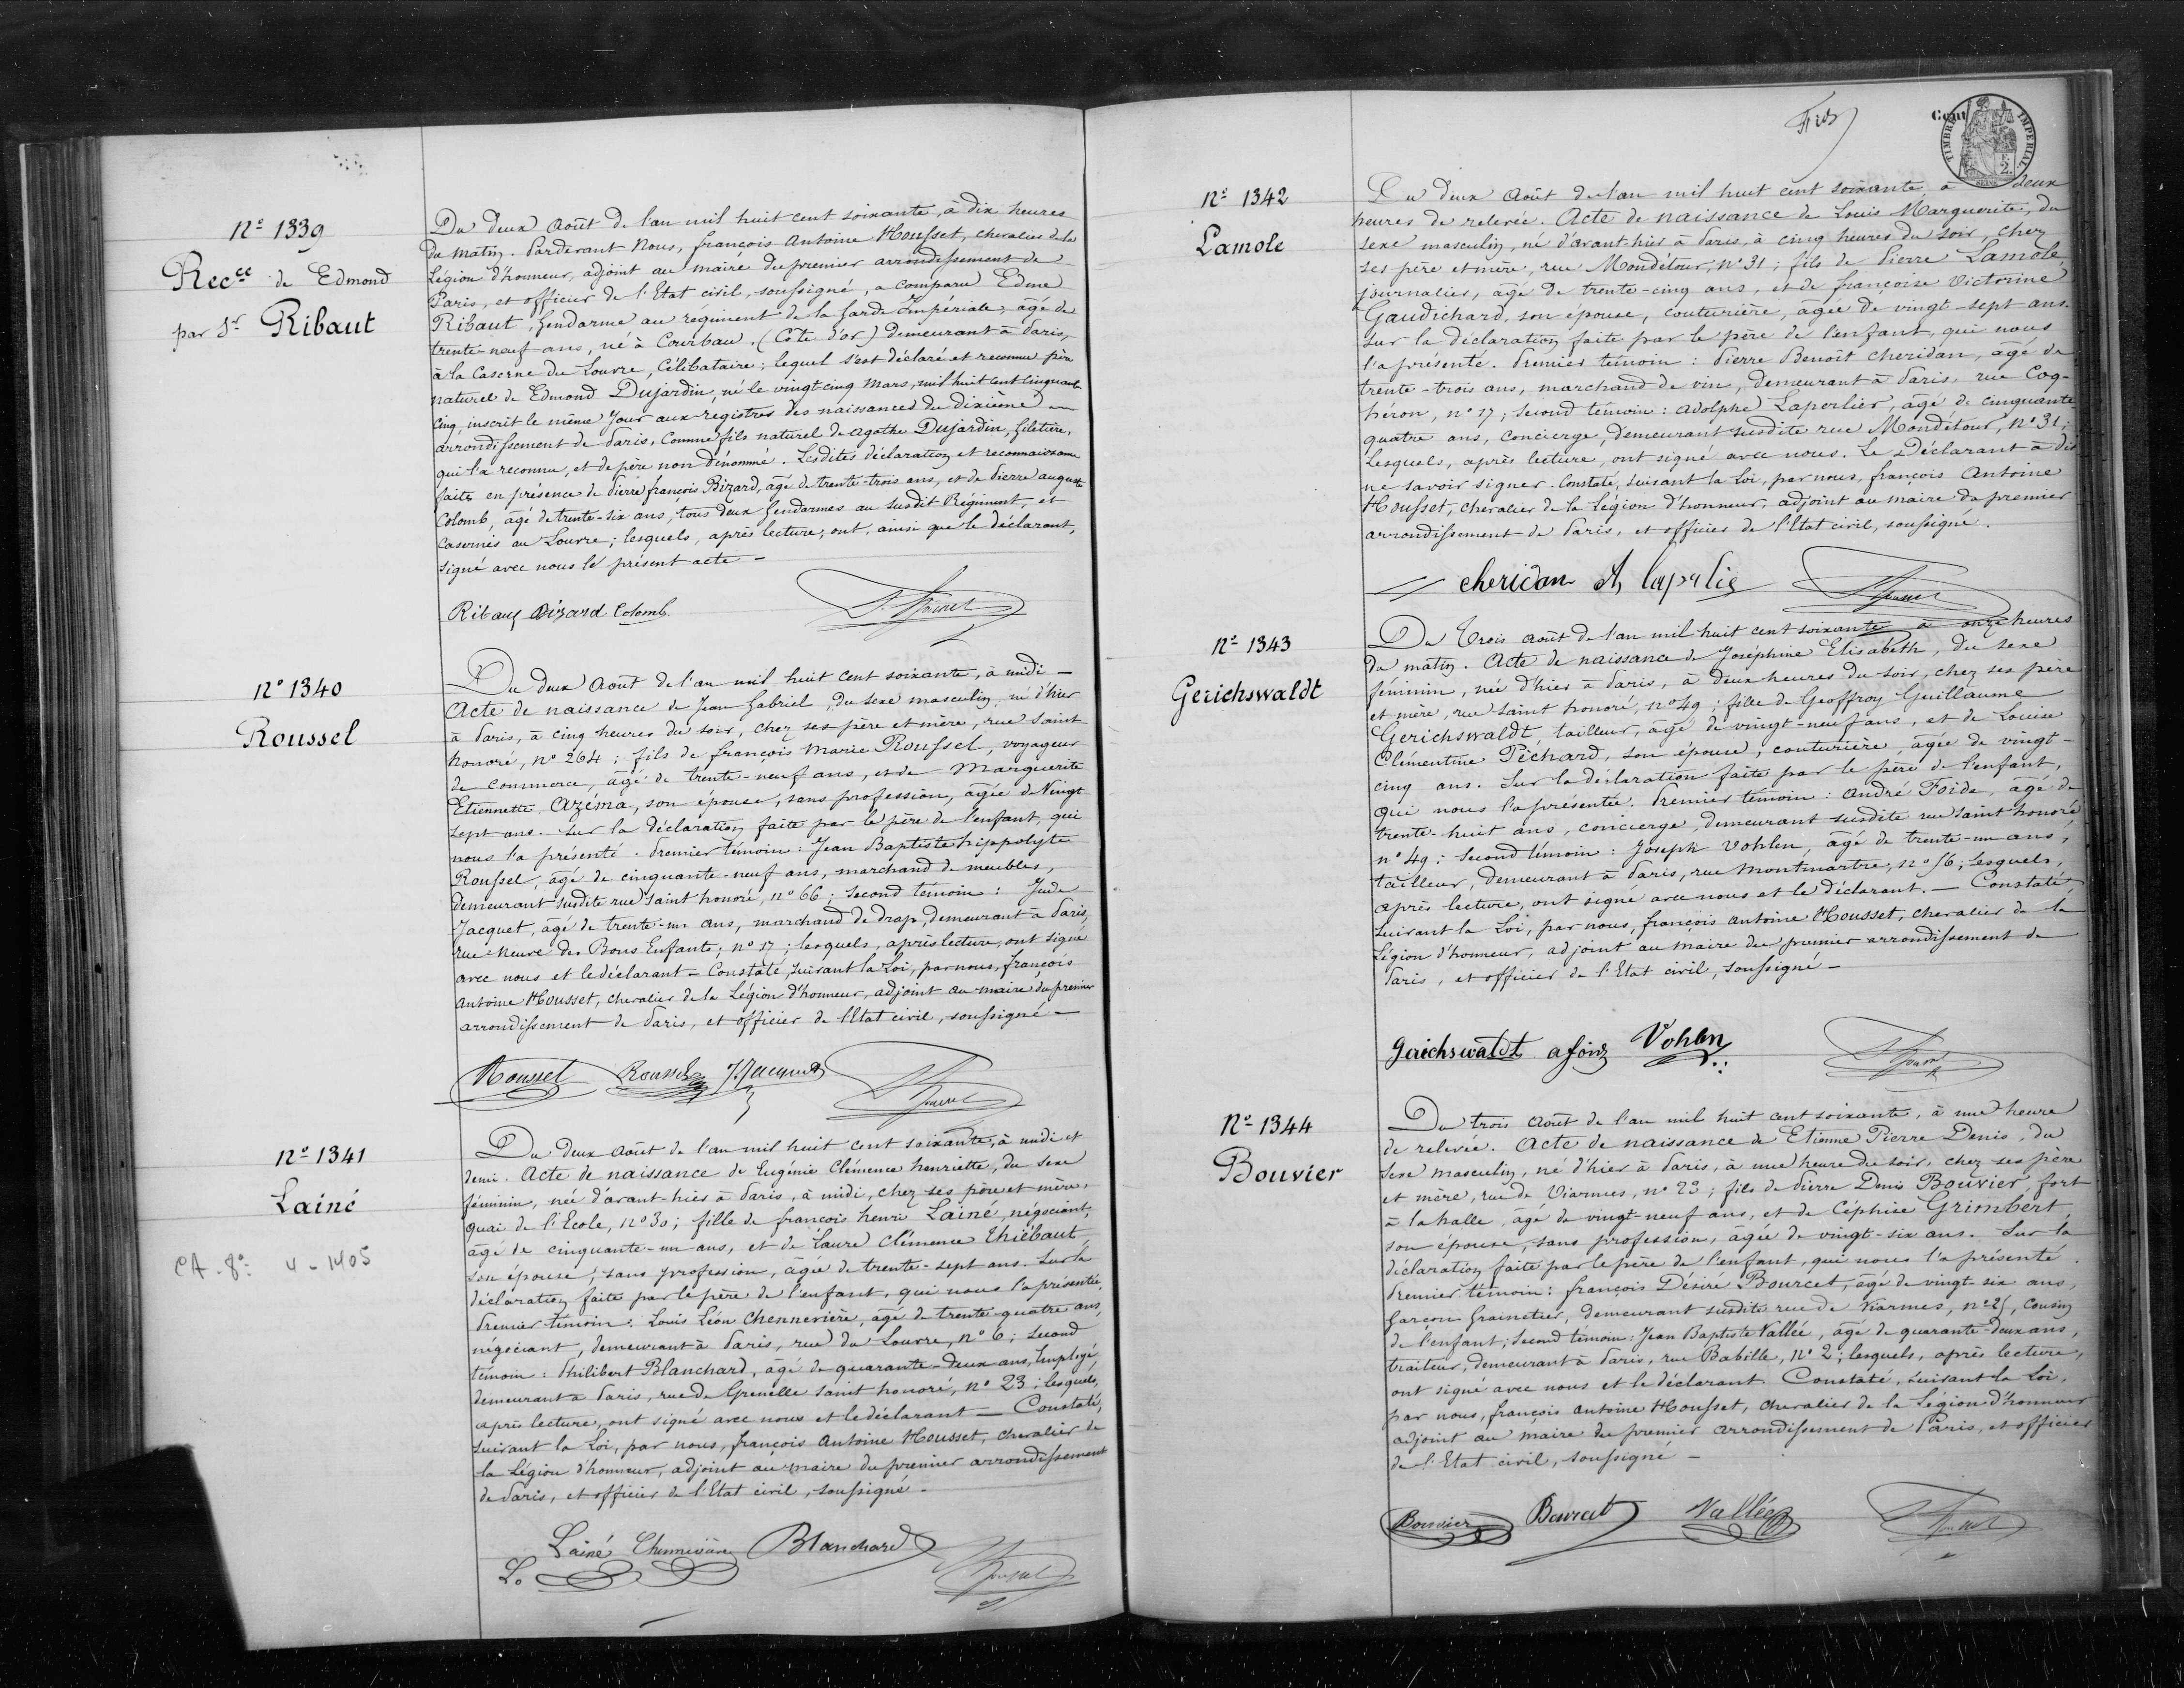 N° 1339
Rec.ce de Edmond
par Sr Ribaut
Du deux Août de l'an mil huit cent soixante, à dix heures
du matin. Pardevant Nous, françois Antoine Housset, chevalier de la
Légion d'honneur, adjoint au maire du premier arrondissement de
Paris, et officier de l'Etat civil, soussigné, a comparu Edme
Ribaut, Gendarme au regiment de la Garde Impériale, âgé de
trente neuf ans, né à Courbau, (Côte d'or) demeurant à Paris,
à la Caserne du Louvre, Célibataire; lequel s'est déclaré et reconnu père
naturel de Edmond Dujardin, né le vingt cinq Mars, mil huit cent cinquante
cinq, inscrit le même Jour aux registres des naissances du dixième
arrondissement de Paris, Comme fils naturel de Agathe Dujardin, Giletière,
qui l'a reconnu, et de père non dénommé. Lesdites déclaration et reconnaissance
faites en présence de Pierre françois Bizard, âgé de trente-trois ans, et de Pierre auguste
Colomb, âgé de trente-six ans, tous deux Gendarmes au susdit Régiment, et
Casernés au Louvre; lesquels, après lecture, ont, ainsi que le déclarant,
signé avec nous le présent acte —
Ribaut Bizard Colomb
N° 1340
Roussel
Du deux Août de l'an mil huit cent soixante, à midi —
Acte de naissance de Jean Gabriel, du sexe masculin, né d'hier
à Paris, à cinq heures du soir, chez ses père et mère, rue Saint
honoré, n° 264; fils de françois Marie Roussel, voyageur
de commerce, âgé de trente-neuf ans, et de Marguerite
Etiennette Azéma, son épouse, sans profession, âgée de Vingt
sept ans. Sur la déclaration faite par le père de l'enfant, qui
nous l'a présenté. Premier témoin: Jean Baptiste hippolyte
Roussel, âgé de cinquante-neuf ans, marchand de meubles,
demeurant susdite rue Saint honoré, n° 66; second témoin: Jude
Jacquet, âgé de trente-un ans, marchand de drap, demeurant à Paris,
rue Neuve des Bons Enfants, n° 17; lesquels, après lecture, ont signé
avec nous et le déclarant — Constaté, suivant la Loi, par nous, françois
Antoine Housset, chevalier de la Légion d'honneur, adjoint au maire du premier
arrondissement de Paris, et officier de l'Etat civil, soussigné —
Roussel Roussel J. Jacquet
N° 1341
Lainé
CA-8°: 4-1405
Du deux Août de l'an mil huit cent soixante, à midi et
demi. Acte de naissance de Eugénie Clémence henriette, du sexe
féminin, née d'avant-hier à Paris, à midi, chez ses père et mère,
quai de l'Ecole, n° 30; fille de françois henri Lainé, négociant,
âgé de cinquante-un ans, et de Laure Clémence Thiébaut,
son épouse, sans profession, âgée de trente-sept ans. Sur la
déclaration faite par le père de l'enfant, qui nous l'a présentée.
Premier témoin: Louis Léon Chennevière, âgé de trente-quatre ans,
négociant, demeurant à Paris, rue du Louvre, n° 6; second
témoin: Philibert Blanchard, âgé de quarante-deux ans, Employé,
demeurant à Paris, rue de Grenelle Saint honoré, n° 23; lesquels,
après lecture, ont signé avec nous et le déclarant — Constaté,
suivant la Loi, par nous, françois Antoine Housset, chevalier de
la Légion d'honneur, adjoint au maire du premier arrondissement
de Paris, et officier de l'Etat civil, soussigné.
Lainé Chennevière Blanchard
TIMBRE IMPERIAL
N° 1342
Lamole
Du deux Août de l'an mil huit cent soixante, à deux
heures de relevée. Acte de naissance de Louis Marguerite, du
sexe masculin, né d'avant hier à Paris, à cinq heures du soir, chez
ses père et mère, rue Mondétour, N° 31; fils de Pierre Lamole,
journalier, âgé de trente-cinq ans, et de françoise Victorine
Gaudichard, son épouse, couturière, âgée de vingt-sept ans.
Sur la déclaration faite par le père de l'enfant, qui nous
l'a présenté. Premier témoin: Pierre Benoît Cheridan, âgé de
trente-trois ans, marchand de vin, demeurant à Paris, rue Coq-
héron, n° 17; second témoin: Adolphe Laperlier, âgé de cinquante
quatre ans, concierge, demeurant susdite rue Mondétour, N° 31;
Lesquels, après lecture, ont signé avec nous. Le Déclarant a dit
ne savoir signer. Constaté, suivant la Loi, par nous, françois Antoine
Housset, chevalier de la Légion d'honneur, adjoint au maire du premier
arrondissement de Paris, et officier de l'Etat civil, soussigné.
cheridan
N° 1343
Gerichswaldt
Du Trois Août de l'an mil huit cent soixante à onze heures
du matin. Acte de naissance de Joséphine Elisabeth, du sexe
féminin, née d'hier à Paris, à deux heures du soir, chez ses père
et mère, rue Saint honoré, n° 49; fille de Geoffroy Guillaume
Gerichswaldt, tailleur, âgé de vingt-neuf ans, et de Louise
Clémentine Piéchard, son épouse, couturière, âgée de vingt-
cinq ans. Sur la déclaration faite par le père de l'enfant,
qui nous l'a présentée. Premier témoin: André Foide, âgé de
trente-huit ans, concierge, demeurant susdite rue Saint honoré
n° 49; second témoin: Joseph Vohlen, âgé de trente-un ans,
tailleur, demeurant à Paris, rue Montmartre, n° 56; Lesquels,
après lecture, ont signé avec nous et le déclarant. — Constaté,
suivant la Loi, par nous, françois Antoine Housset, chevalier de la
Légion d'honneur, adjoint au maire du premier arrondissement de
Paris, et officier de l'Etat civil, soussigné —
Gerichswaldt Vohlen
N° 1344
Bouvier
Du trois Août de l'an mil huit cent soixante, à une heure
de relevée. Acte de naissance de Etienne Pierre Denis, du
sexe masculin, né d'hier à Paris, à une heure du soir, chez ses père
et mère, rue de Viarmes, n° 23; fils de Pierre Denis Bouvier, fort
à la halle, âgé de vingt-neuf ans, et de Céphise Grimbert,
son épouse, sans profession, âgée de vingt-six ans. Sur la
déclaration faite par le père de l'enfant, qui nous l'a présenté.
Premier témoin: françois Désiré Bourcet, âgé de vingt six ans,
Garçon Grainetier, demeurant susdite rue de Viarmes, n° 25, cousin
de l'enfant; second témoin: Jean Baptiste Vallée, âgé de quarante-deux ans,
traiteur, demeurant à Paris, rue Babille, N° 2; lesquels, après lecture,
ont signé avec nous et le déclarant. Constaté, suivant la Loi,
par nous, françois Antoine Housset, chevalier de la Légion d'honneur
adjoint au maire du premier arrondissement de Paris, et officier
de l'Etat civil, soussigné —
Bouvier Bourcet Vallée